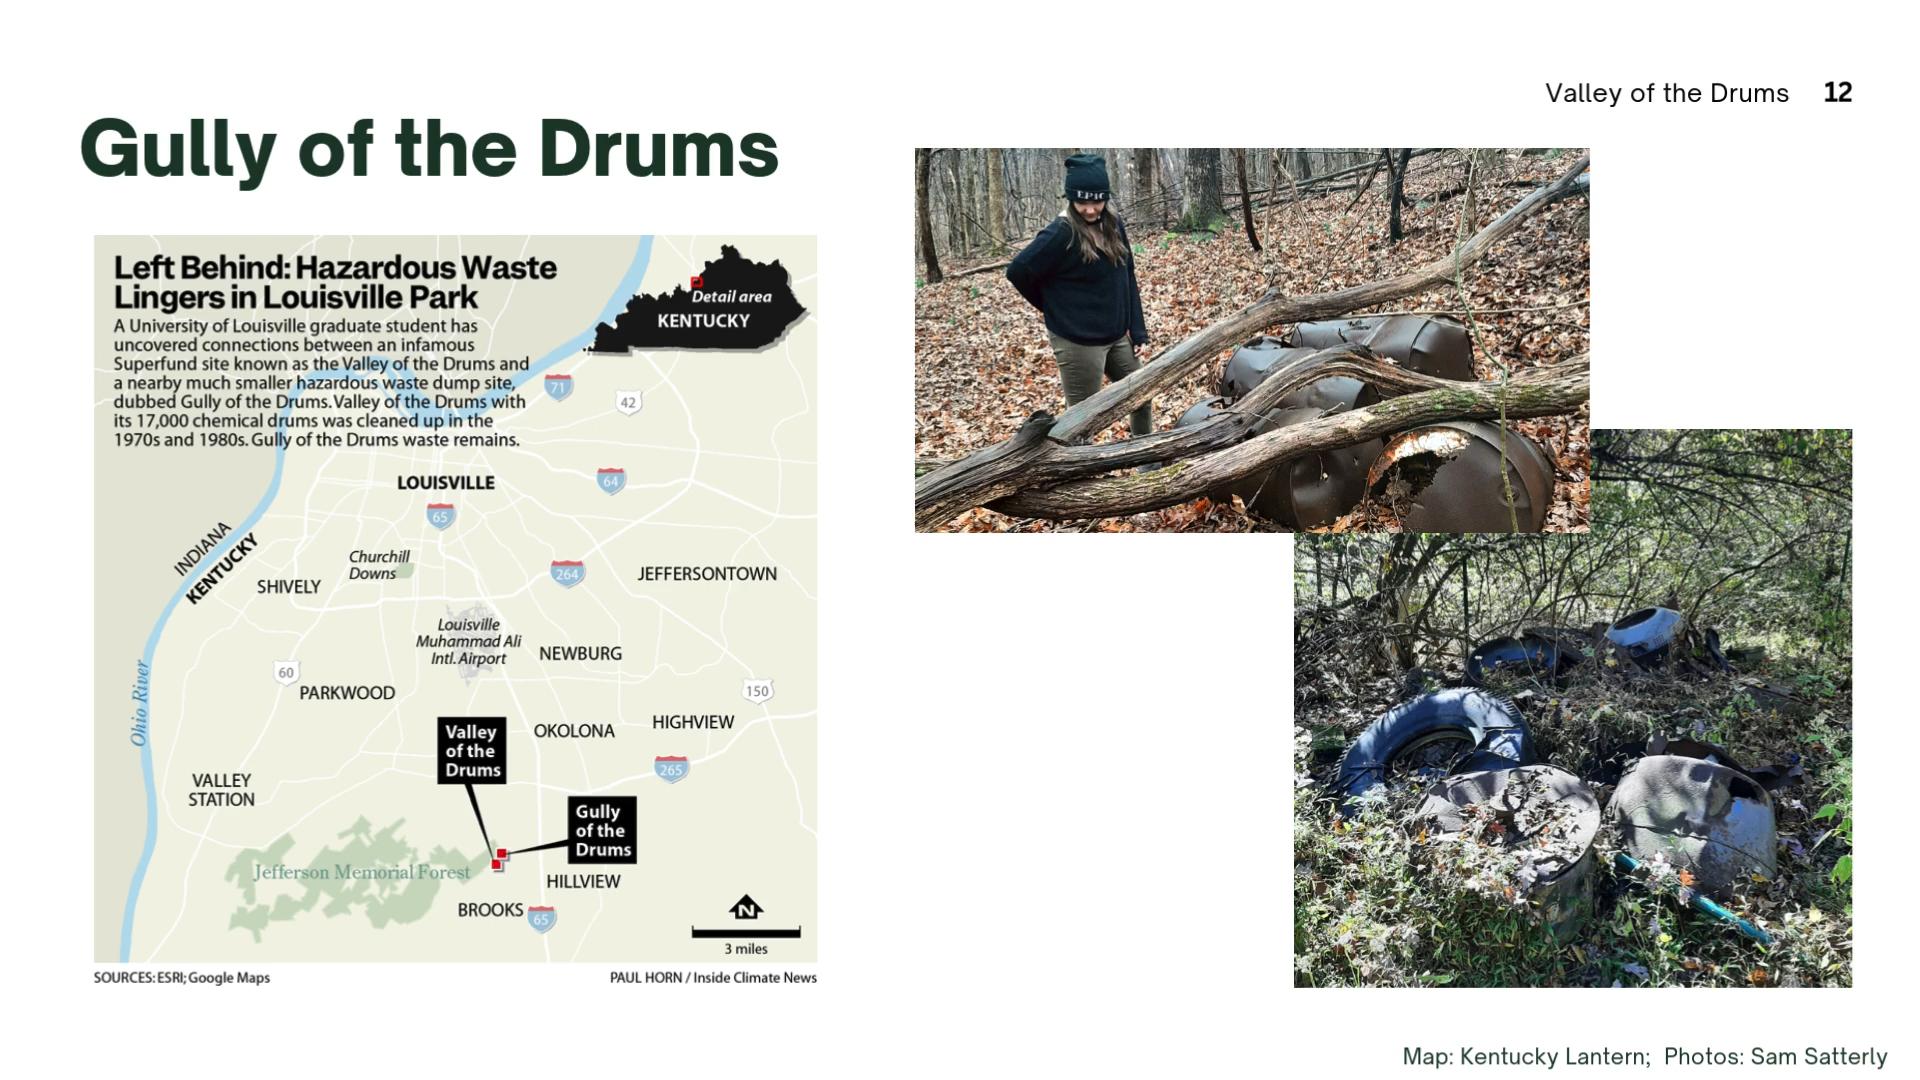 Valley of the Drums 12
Gully of the Drums
Left Behind: Hazardous Waste
Lingers in Louisville Park
A University of Louisville graduate student has
uncovered connections between an infamous
Superfund site known as the Valley of the Drums and
a nearby much smaller hazardous waste dump site,
dubbed Gully of the Drums. Valley of the Drums with
its 17,000 chemical drums was cleaned up in the
1970s and 1980s. Gully of the Drums waste remains.
Detail area
KENTUCKY
71
42
64
LOUISVILLE
65
INDIANA
KENTUCKY
Churchill
Downs
SHIVELY
264
JEFFERSONTOWN
Louisville
Muhammad Ali
Intl. Airport
NEWBURG
60
PARKWOOD
150
Ohio River
Valley
of the
Drums
OKOLONA
HIGHVIEW
265
VALLEY
STATION
Gully
of the
Drums
Jefferson Memorial Forest
HILLVIEW
BROOKS
65
N
3 miles
SOURCES: ESRI; Google Maps
PAUL HORN / Inside Climate News
EPIC
Map: Kentucky Lantern; Photos: Sam Satterly